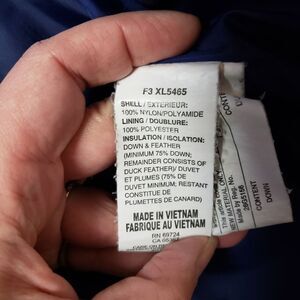 F3 XL5465
SHELL / EXTERIEUR:
100% NYLON/POLYAMIDE
LINING / DOUBLURE:
100% POLYESTER
INSULATION / ISOLATION:
DOWN & FEATHER
(MINIMUM 75% DOWN;
REMAINDER CONSISTS OF
DUCK FEATHER)/ DUVET
ET PLUMES (75% DE
DUVET MINIMUM; RESTANT
CONSTITUE DE
PLUMETTES DE CANARD)
MADE IN VIETNAM
FABRIQUE AU VIETNAM
RN 69724
CONTENT
DOWN